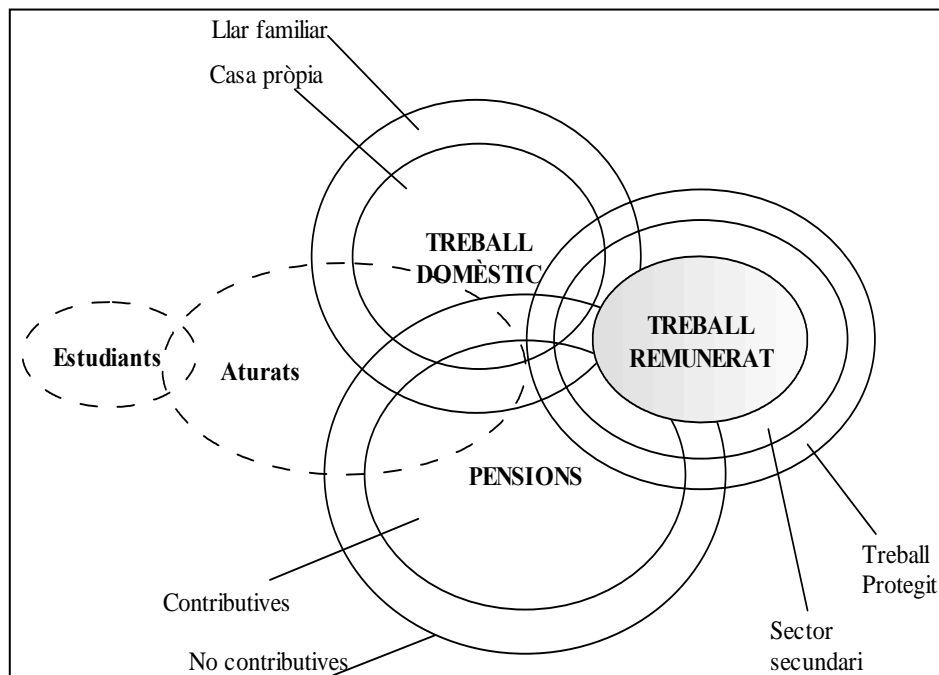 Llar familiar
Casa pròpia
TREBALL
DOMÈSTIC
TREBALL
REMUNERAT
Estudiants
Aturats
PENSIONS
Treball
Protegit
Contributives
Sector
secundari
No contributives